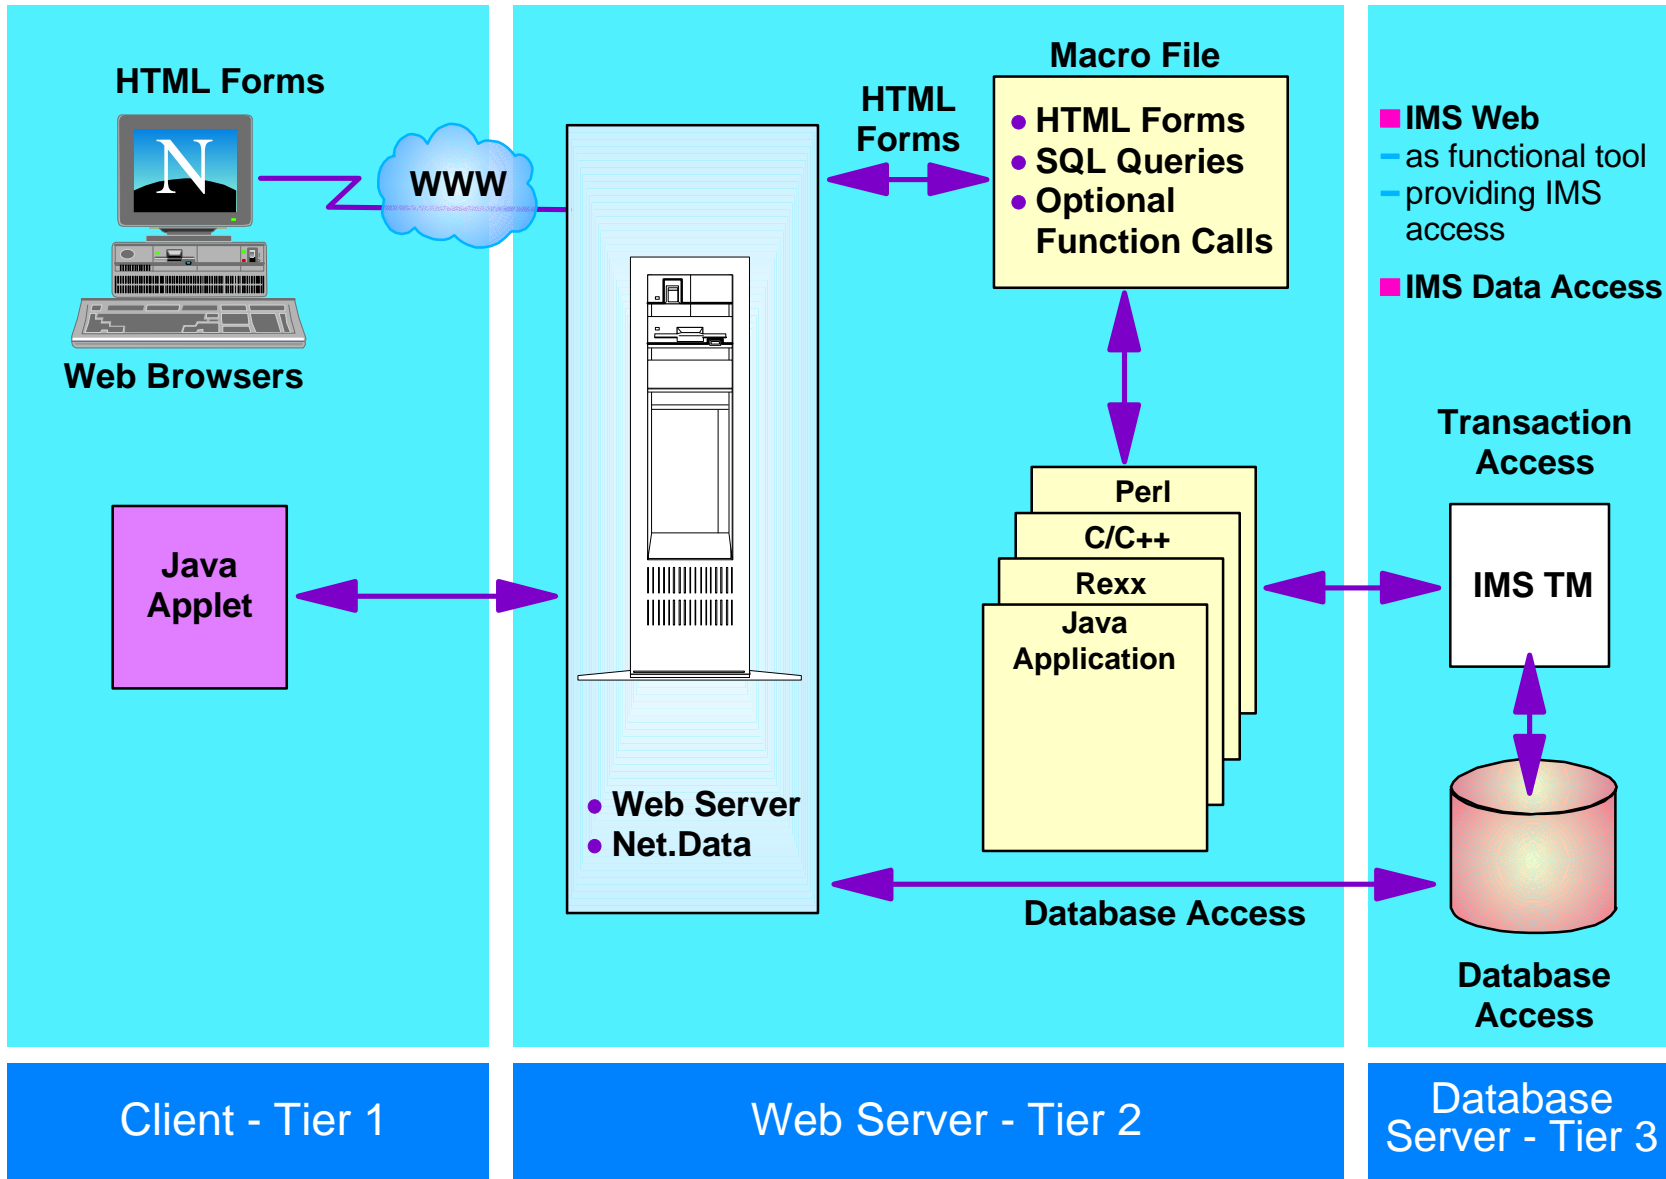 HTML Forms
N
WWW
Web Browsers
Java
Applet
HTML
Forms
Macro File
HTML Forms
SQL Queries
Optional
Function Calls
Perl
C/C++
Rexx
Java
Application
Web Server
Net.Data
Database Access
IMS Web
as functional tool
providing IMS
access
IMS Data Access
Transaction
Access
IMS TM
Database
Access
Client - Tier 1
Web Server - Tier 2
Database
Server - Tier 3